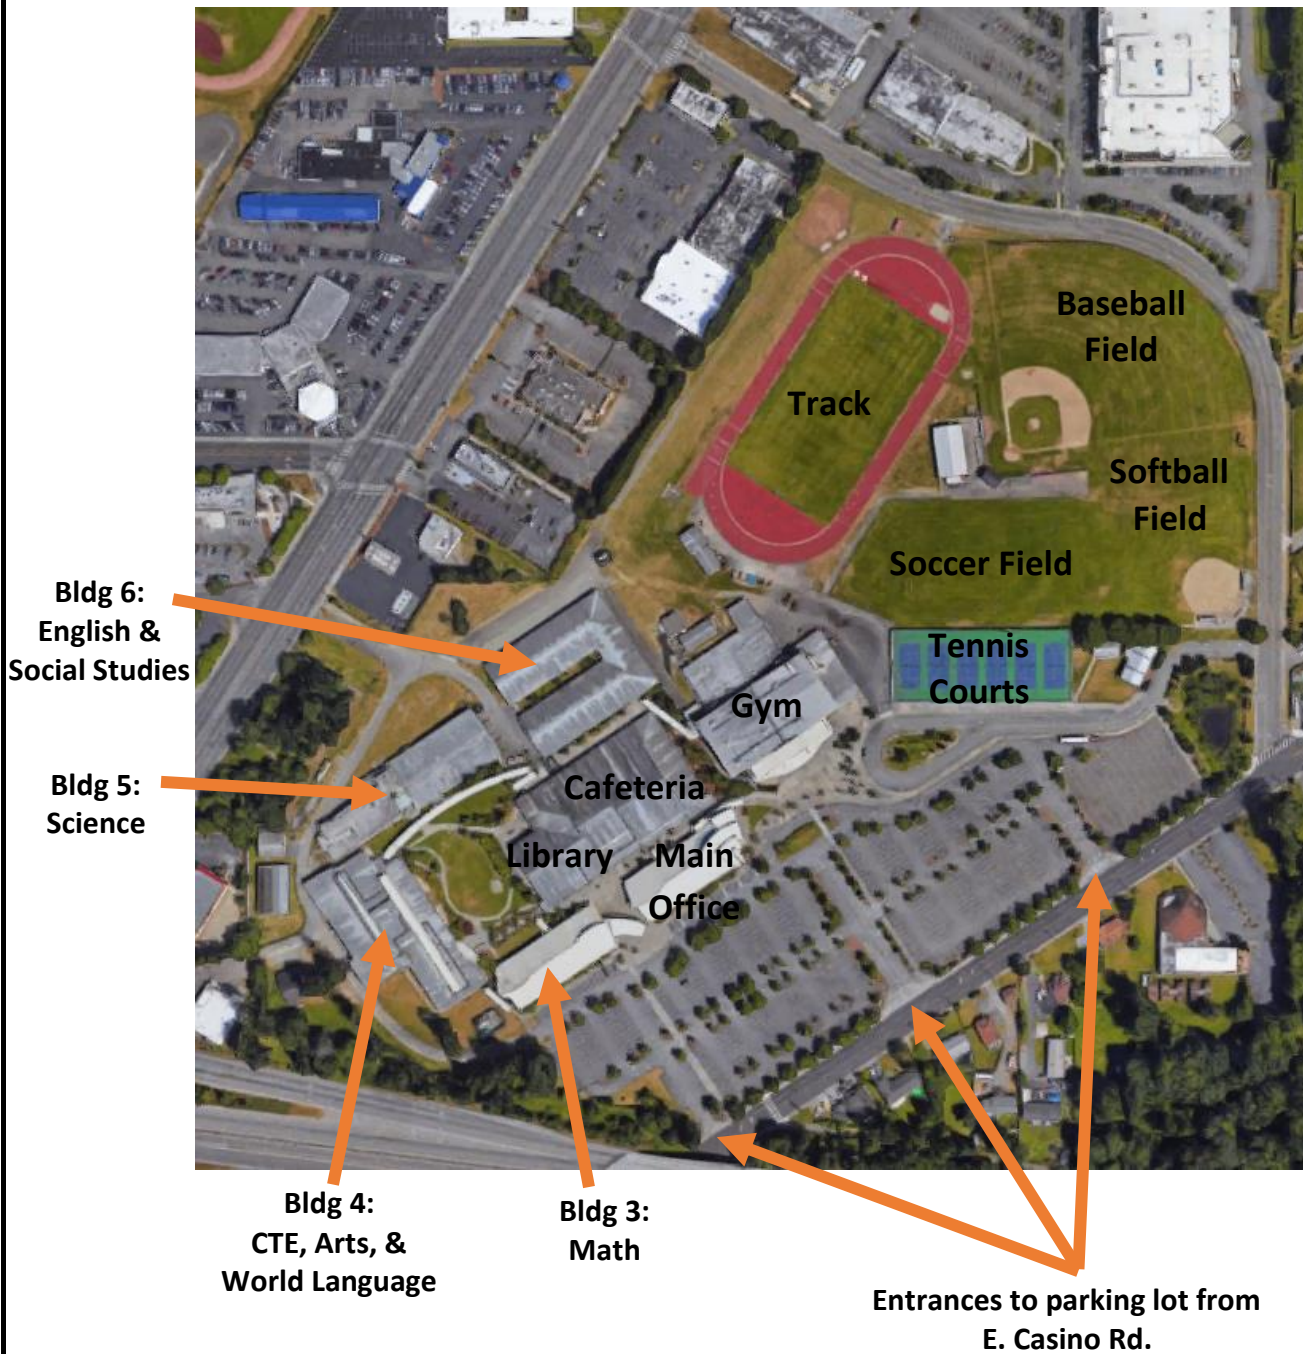 Baseball
Field
Track
Softball
Field
Soccer Field
Bldg 6:
English &
Social Studies
Tennis
Courts
Gym
Bldg 5:
Science
Cafeteria
Library
Main
Office
Bldg 4:
CTE, Arts, &
World Language
Bldg 3:
Math
Entrances to parking lot from
E. Casino Rd.